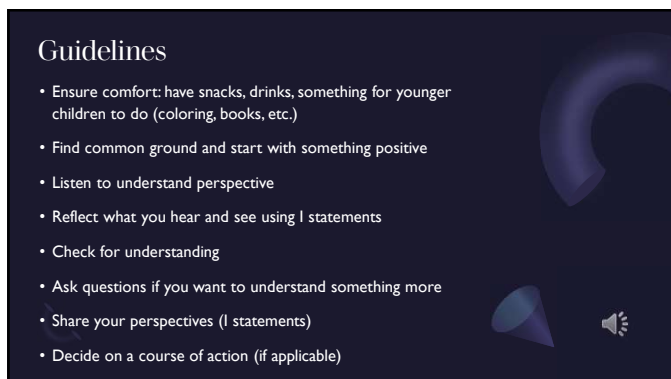 Guidelines
• Ensure comfort: have snacks, drinks, something for younger
children to do (coloring, books, etc.)
• Find common ground and start with something positive
• Listen to understand perspective
• Reflect what you hear and see using I statements
• Check for understanding
• Ask questions if you want to understand something more
• Share your perspectives (I statements)
• Decide on a course of action (if applicable)